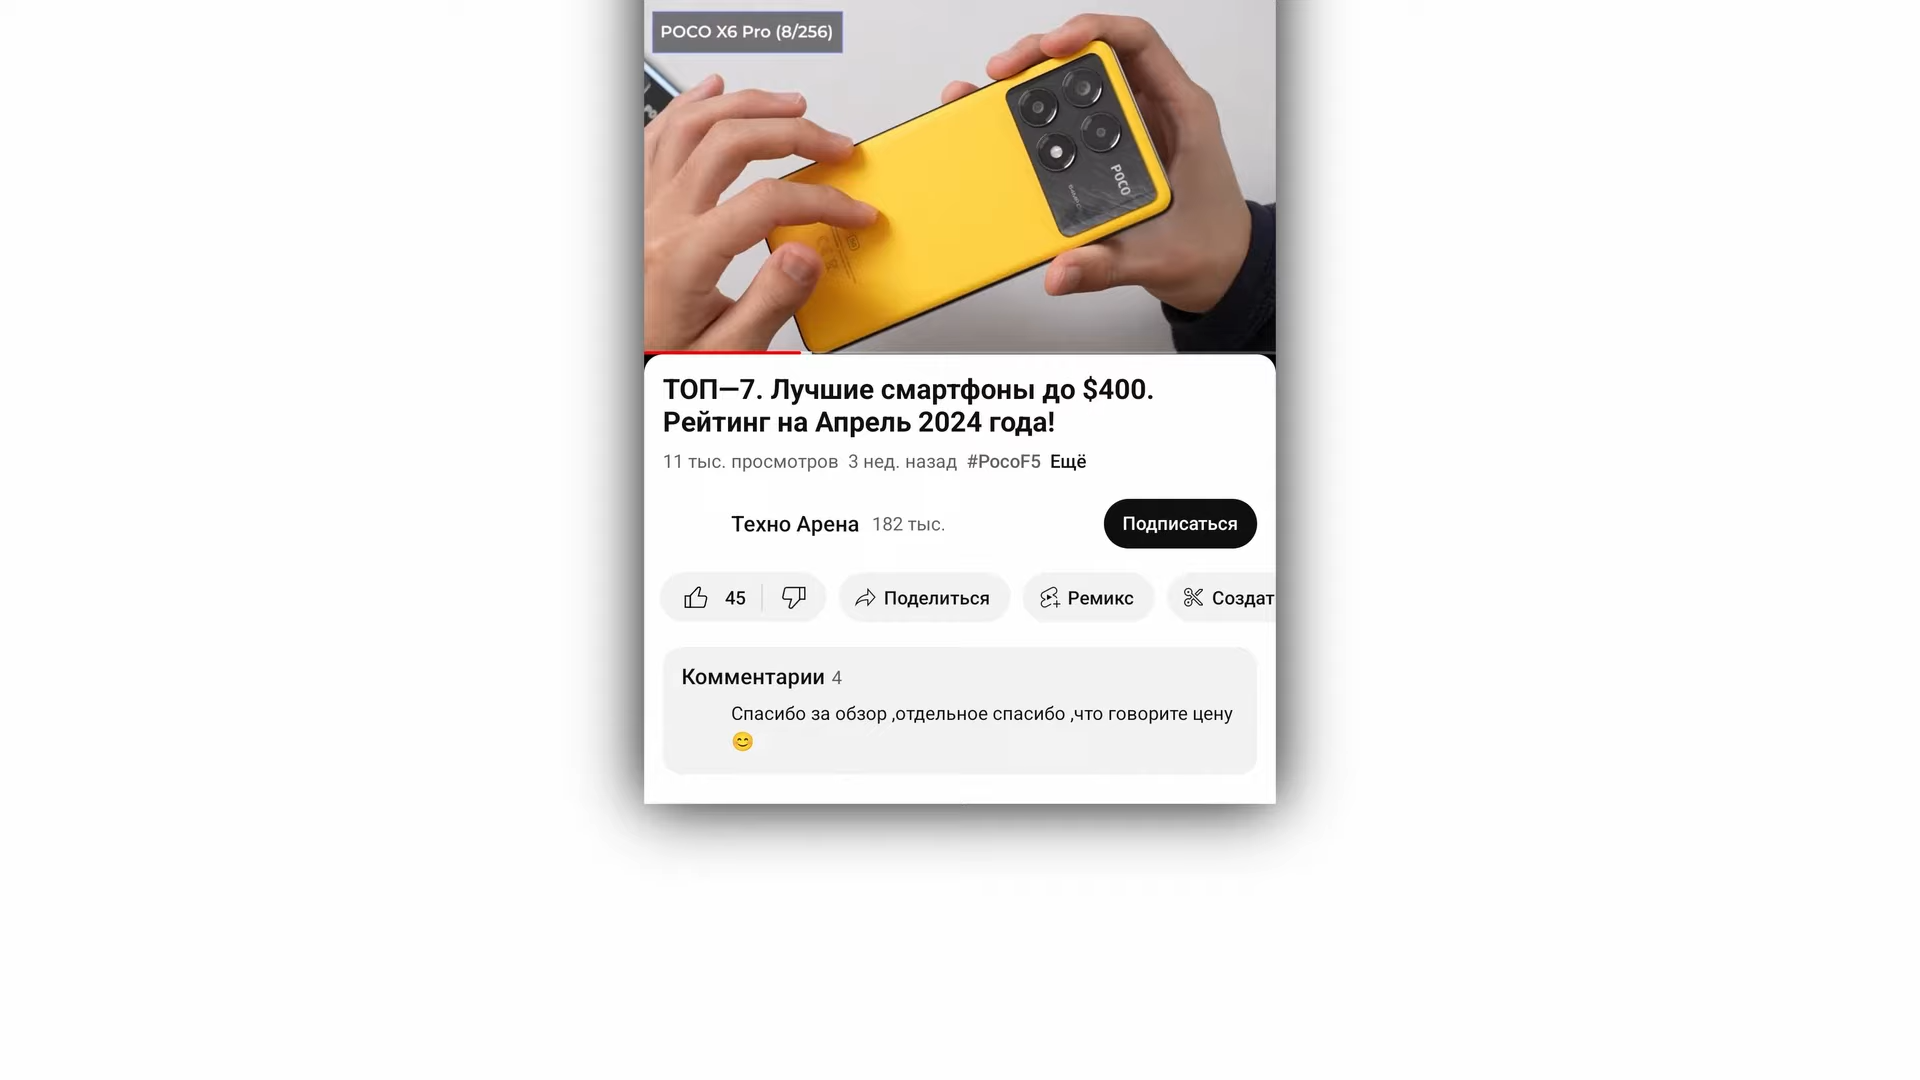 POCO X6 Pro (8/256)
POCO
ТОП—7. Лучшие смартфоны до $400.
Рейтинг на Апрель 2024 года!
11 тыс. просмотров 3 нед. назад #PocoF5 Ещё
Техно Арена 182 тыс.
Подписаться
45
Поделиться
Ремикс
Создат
Комментарии 4
Спасибо за обзор ,отдельное спасибо ,что говорите цену
😊